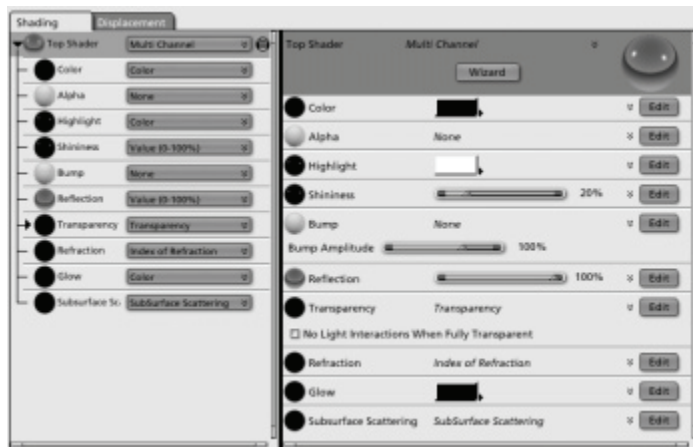 Shading Displacement
Top Shader Multi Channel
Color Color
Alpha None
Highlight Color
Shininess Value (0-100%)
Bump None
Reflection Value (0-100%)
Transparency Transparency
Refraction Index of Refraction
Glow Color
Subsurface Sc. SubSurface Scattering
Top Shader Multi Channel
Wizard
Color Edit
Alpha None Edit
Highlight Edit
Shininess 20% Edit
Bump None Edit
Bump Amplitude 100%
Reflection 100% Edit
Transparency Transparency Edit
No Light Interactions When Fully Transparent
Refraction Index of Refraction Edit
Glow Edit
Subsurface Scattering SubSurface Scattering Edit